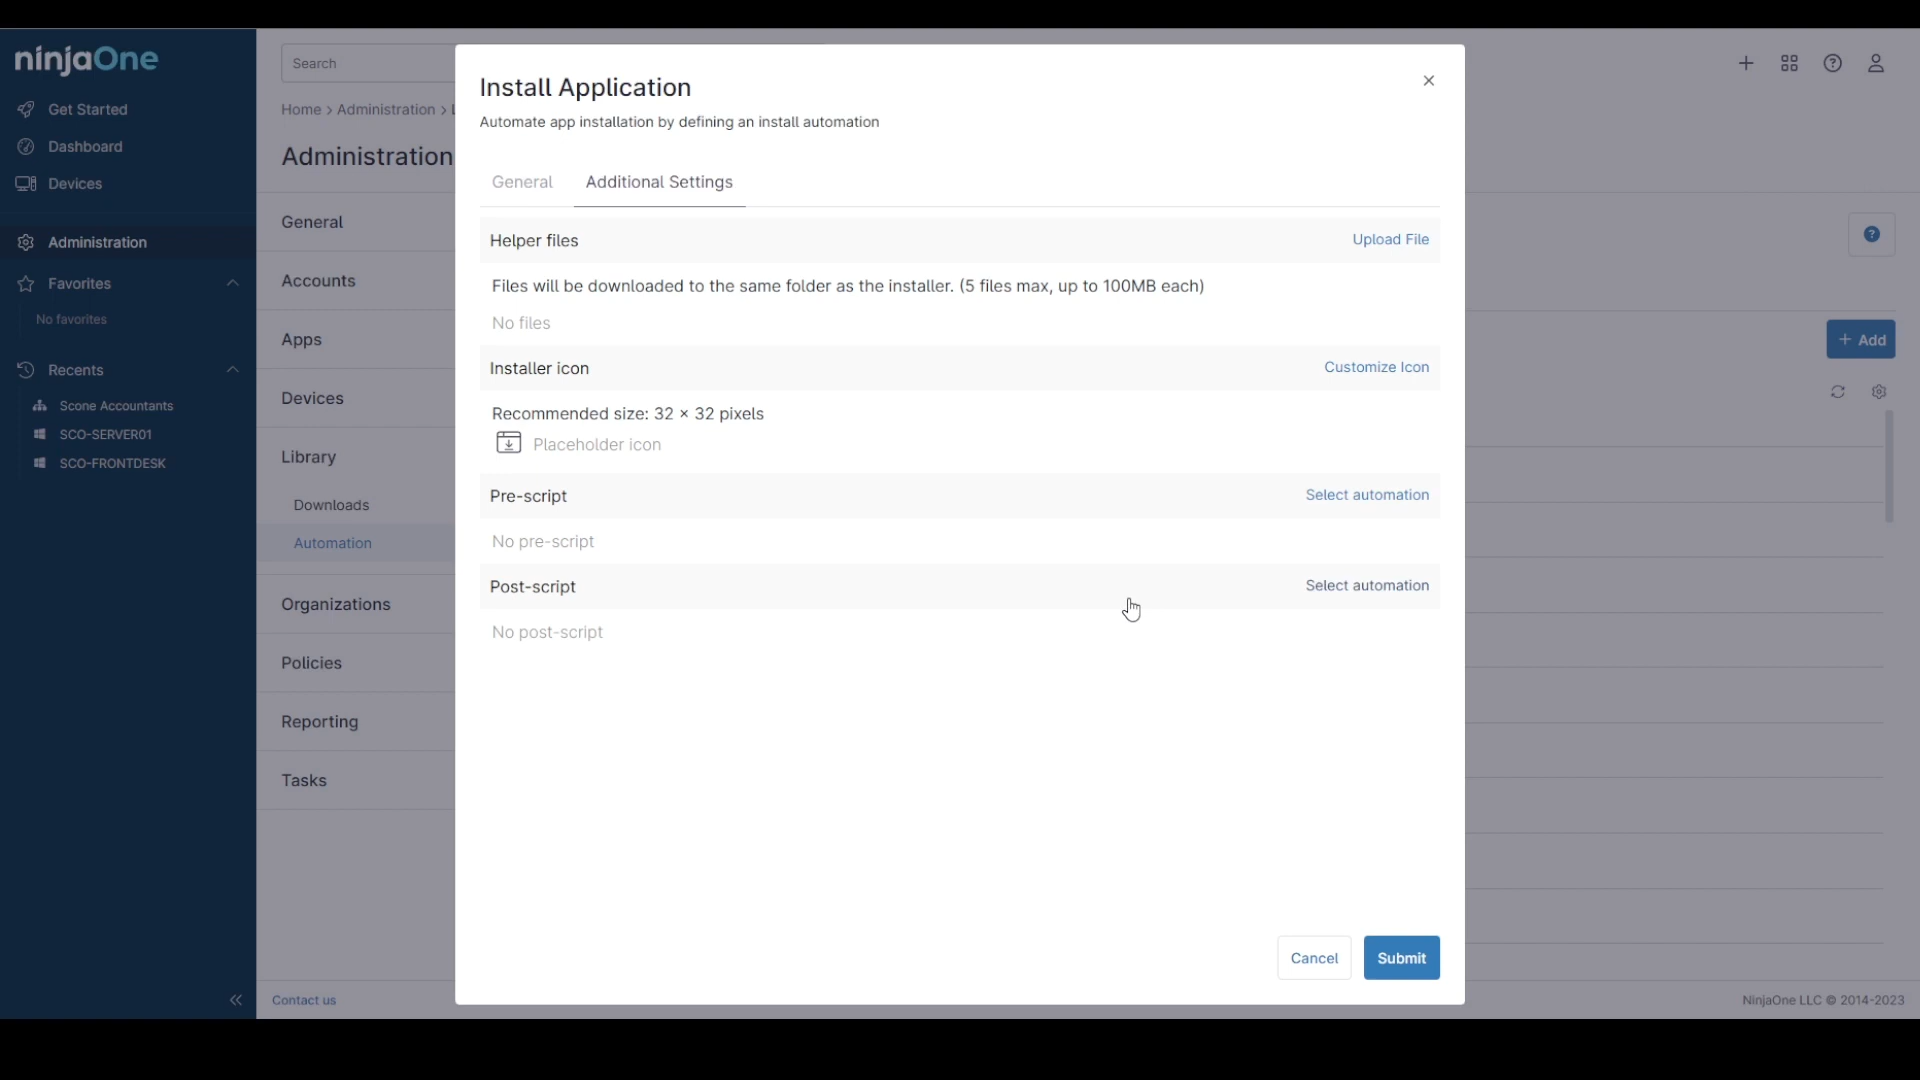 ninjaOne
Get Started
Dashboard
Devices
Administration
Favorites
No favorites
Recents
Scone Accountants
SCO-SERVER01
SCO-FRONTDESK
Search
Home > Administration >
Administration
General
Accounts
Apps
Devices
Library
Downloads
Automation
Organizations
Policies
Reporting
Tasks
Contact us
Install Application
Automate app installation by defining an install automation
General Additional Settings
Helper files Upload File
Files will be downloaded to the same folder as the installer. (5 files max, up to 100MB each)
No files
Installer icon Customize Icon
Recommended size: 32 × 32 pixels
Placeholder icon
Pre-script Select automation
No pre-script
Post-script Select automation
No post-script
Cancel Submit
+ Add
NinjaOne LLC © 2014-2023